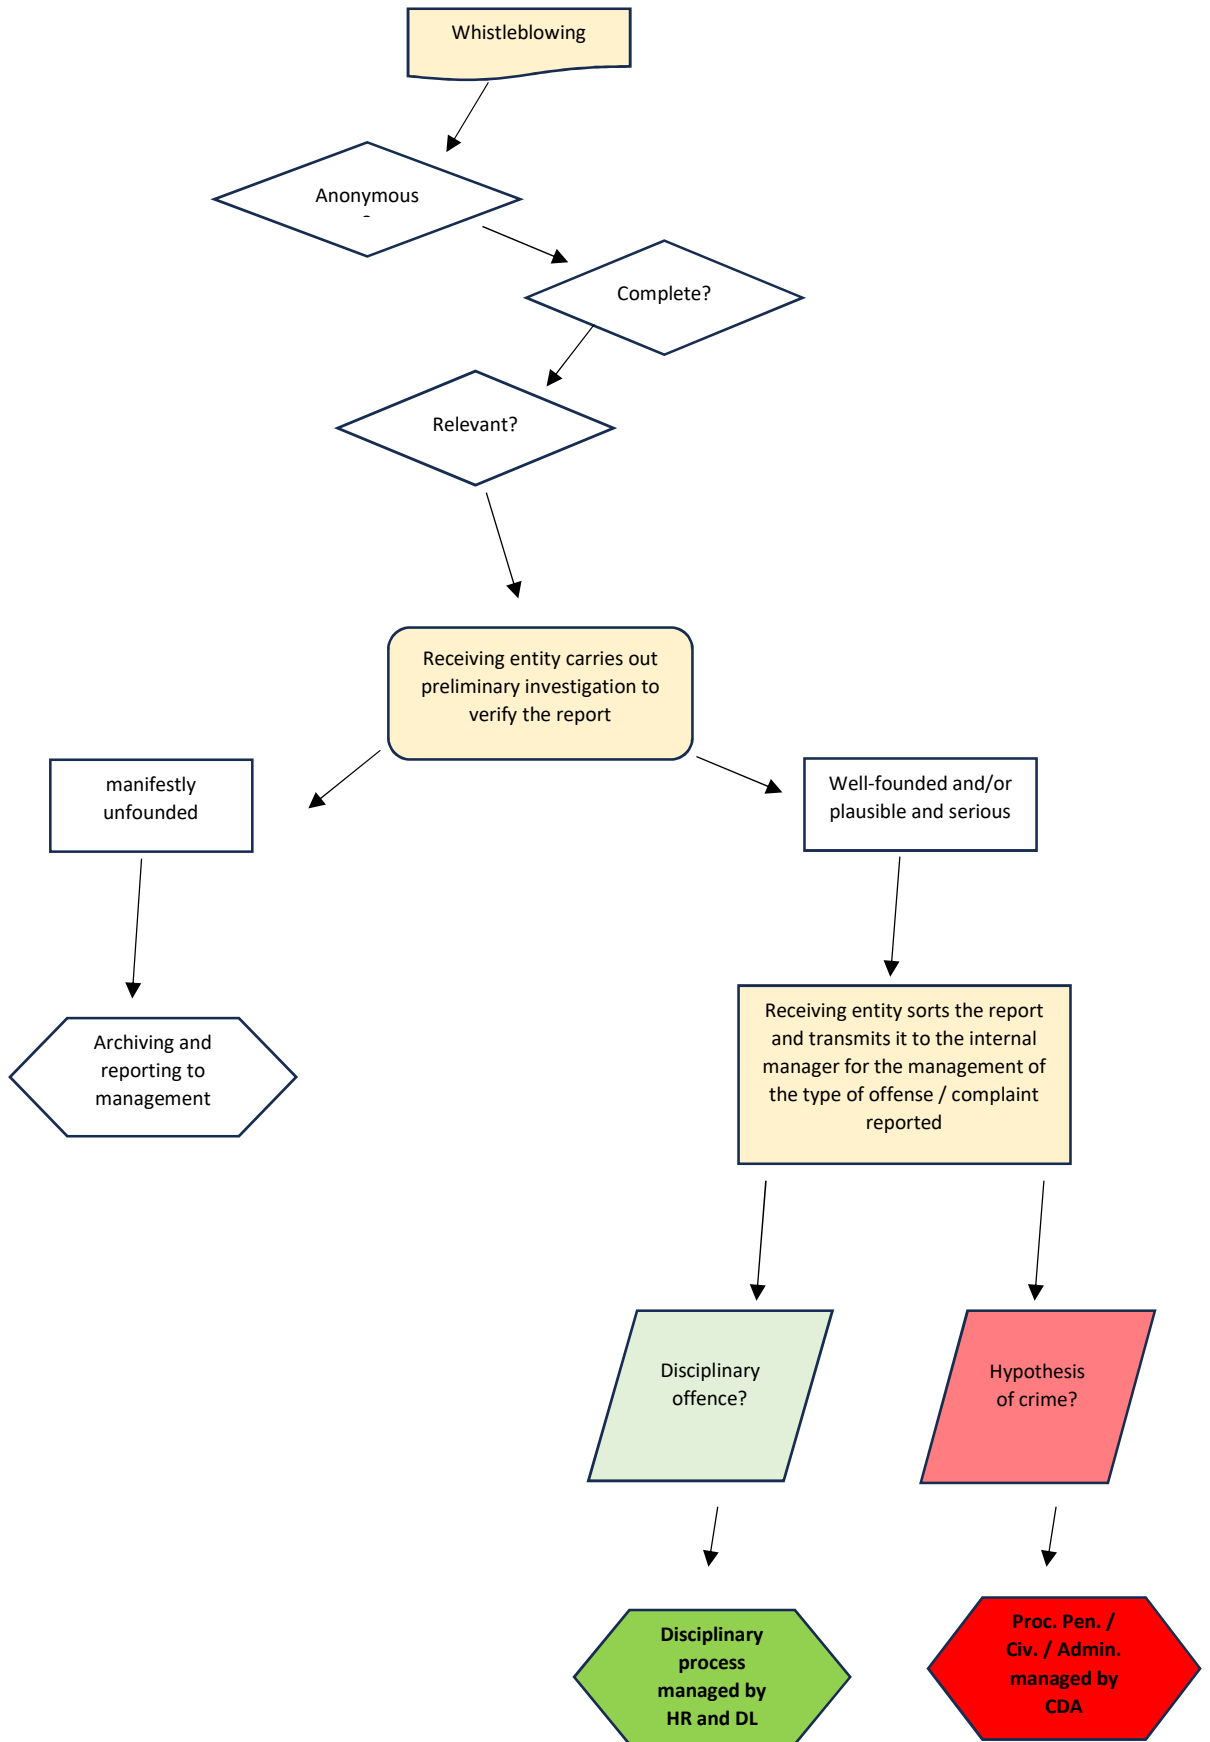 Whistleblowing
Anonymous
Complete?
Relevant?
Receiving entity carries out
preliminary investigation to
verify the report
manifestly
unfounded
Well-founded and/or
plausible and serious
Archiving and
reporting to
management
Receiving entity sorts the report
and transmits it to the internal
manager for the management of
the type of offense / complaint
reported
Disciplinary
offence?
Hypothesis
of crime?
Disciplinary
process
managed by
HR and DL
Proc. Pen. /
Civ. / Admin.
managed by
CDA